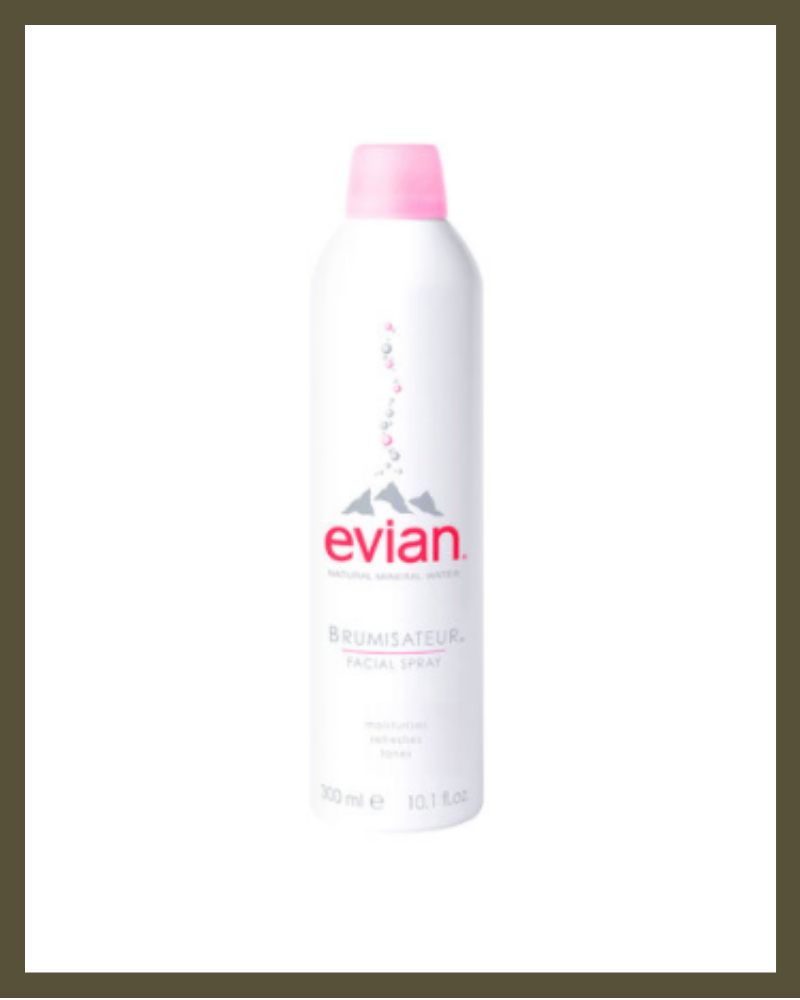 evian.
NATURAL MINERAL WATER
BRUMISATEUR®
FACIAL SPRAY
moisturizes
refreshes
tones
300 ml e 10.1 fl.oz.